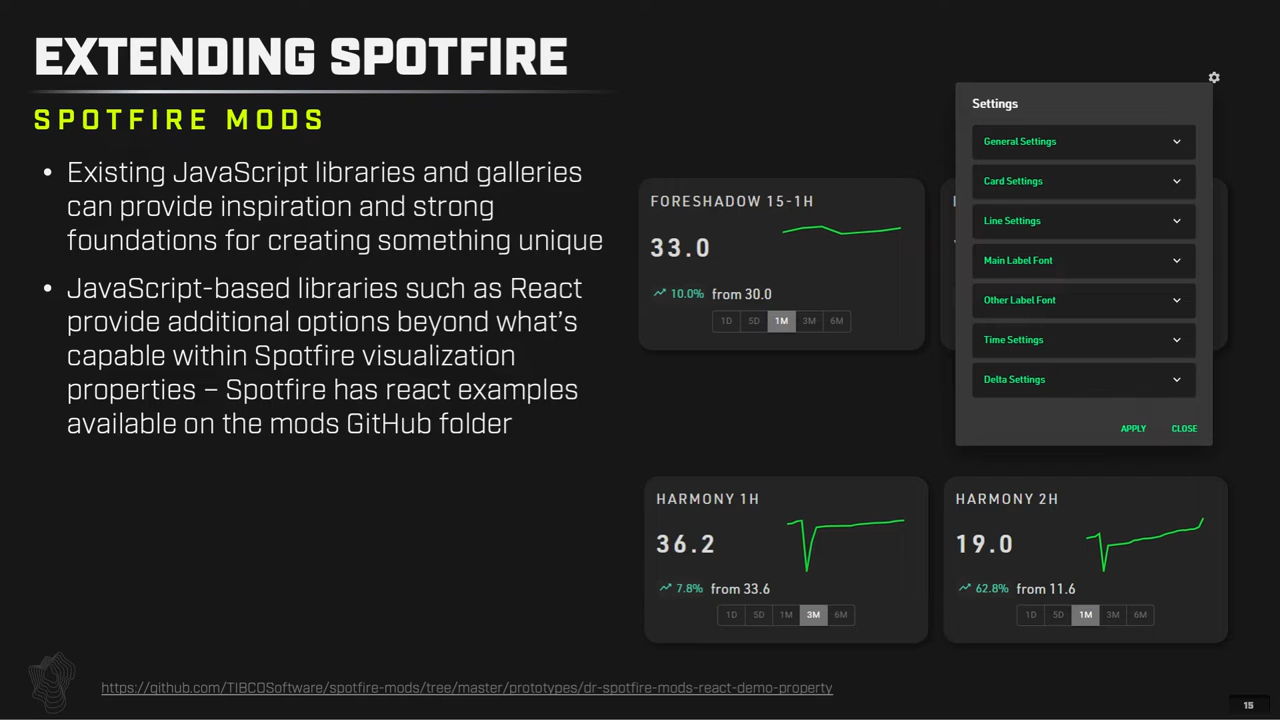 EXTENDING SPOTFIRE
SPOTFIRE MODS
• Existing JavaScript libraries and galleries
can provide inspiration and strong
foundations for creating something unique
• JavaScript-based libraries such as React
provide additional options beyond what's
capable within Spotfire visualization
properties – Spotfire has react examples
available on the mods GitHub folder
FORESHADOW 15-1H
33.0
10.0% from 30.0
1D 5D 1M 3M 6M
Settings
General Settings
Card Settings
Line Settings
Main Label Font
Other Label Font
Time Settings
Delta Settings
APPLY CLOSE
HARMONY 1H
36.2
7.8% from 33.6
1D 5D 1M 3M 6M
HARMONY 2H
19.0
62.8% from 11.6
1D 5D 1M 3M 6M
https://github.com/TIBCOSoftware/spotfire-mods/tree/master/prototypes/dr-spotfire-mods-react-demo-property
15